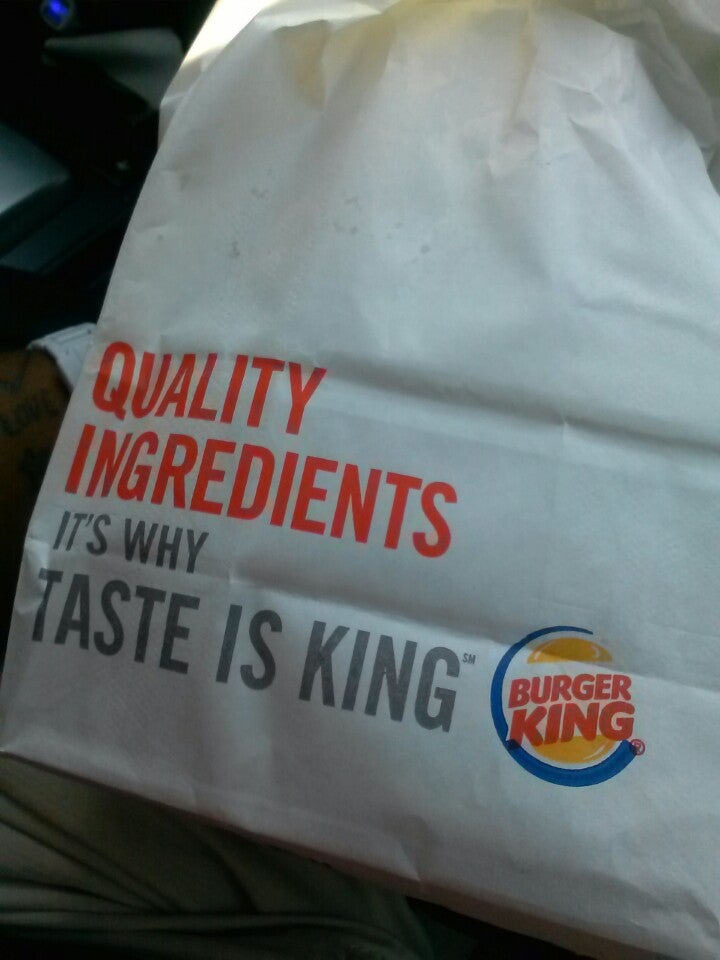 QUALITY
INGREDIENTS
IT'S WHY
TASTE IS KING℠
BURGER
KING®